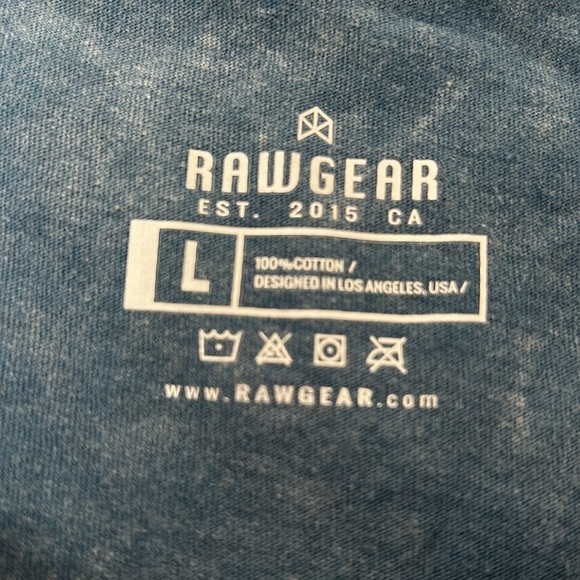 RAWGEAR
EST. 2015 CA
L
100% COTTON /
DESIGNED IN LOS ANGELES, USA /
www.RAWGEAR.com